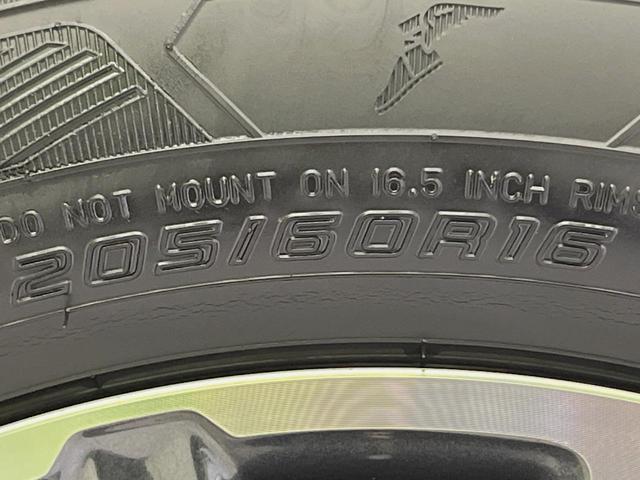 DO NOT MOUNT ON 16.5 INCH RIMS
205/60R16